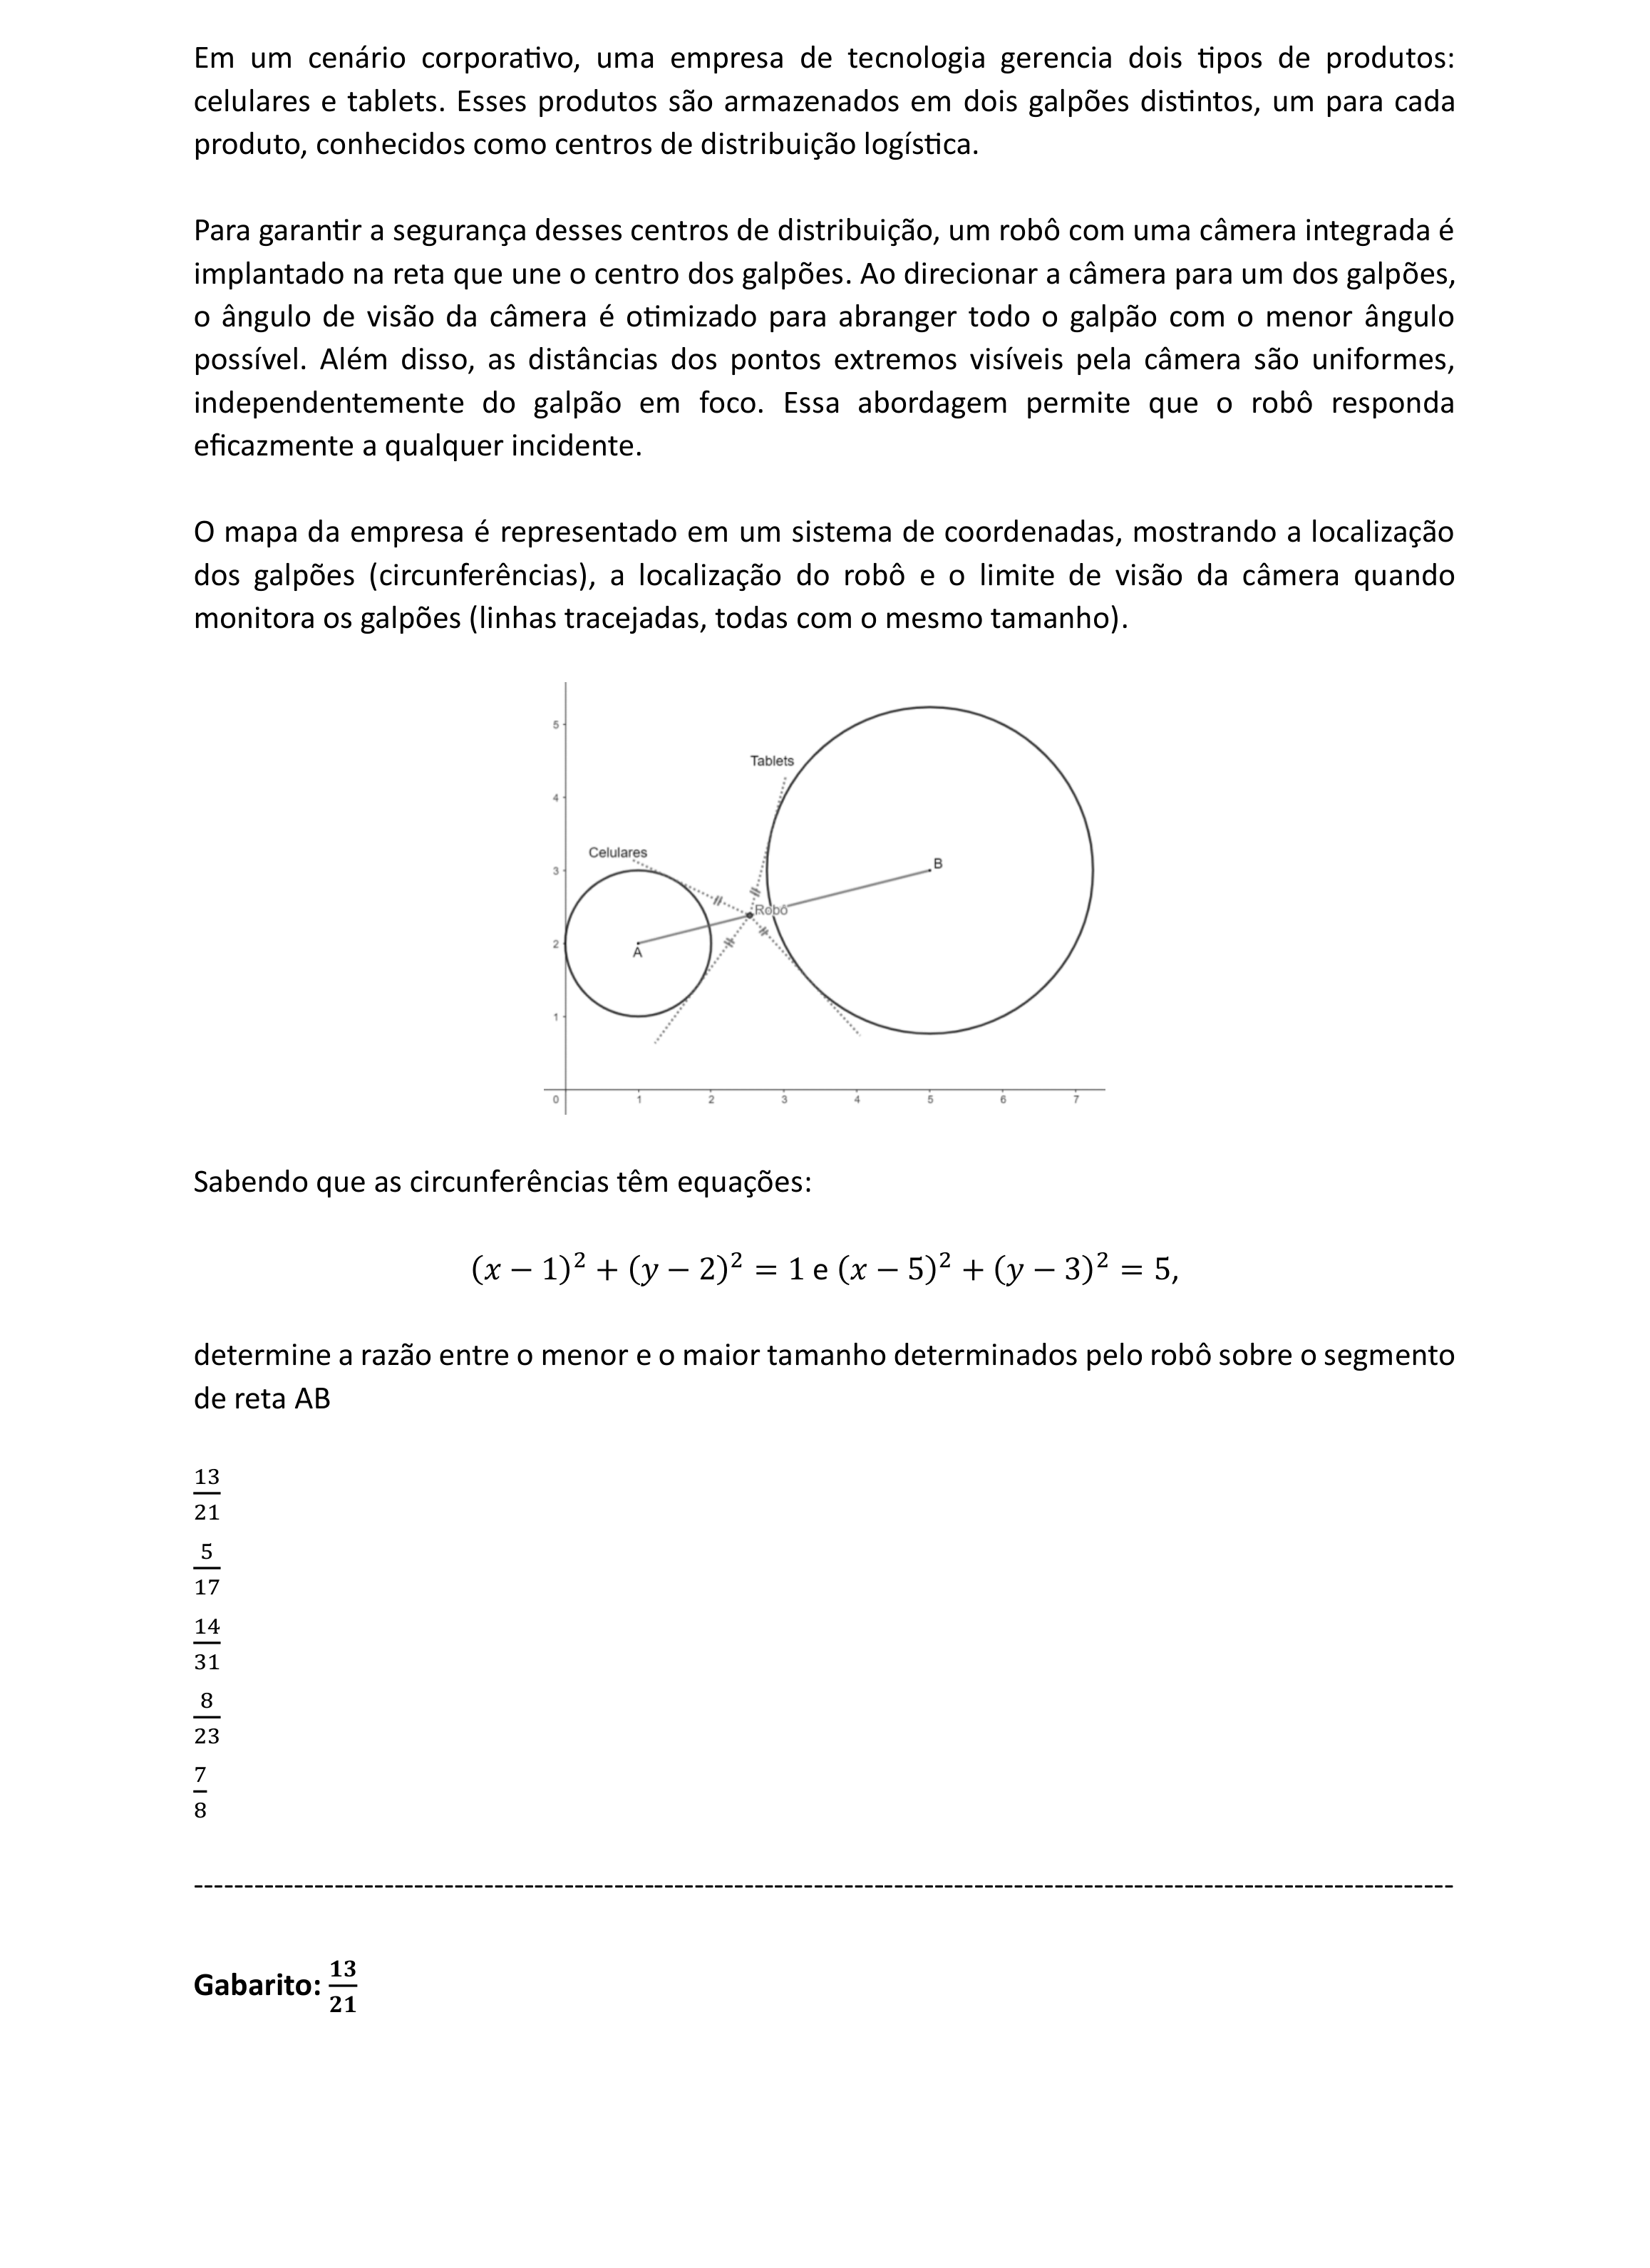 Em um cenário corporativo, uma empresa de tecnologia gerencia dois tipos de produtos:
celulares e tablets. Esses produtos são armazenados em dois galpões distintos, um para cada
produto, conhecidos como centros de distribuição logística.
Para garantir a segurança desses centros de distribuição, um robô com uma câmera integrada é
implantado na reta que une o centro dos galpões. Ao direcionar a câmera para um dos galpões,
o ângulo de visão da câmera é otimizado para abranger todo o galpão com o menor ângulo
possível. Além disso, as distâncias dos pontos extremos visíveis pela câmera são uniformes,
independentemente do galpão em foco. Essa abordagem permite que o robô responda
eficazmente a qualquer incidente.
O mapa da empresa é representado em um sistema de coordenadas, mostrando a localização
dos galpões (circunferências), a localização do robô e o limite de visão da câmera quando
monitora os galpões (linhas tracejadas, todas com o mesmo tamanho).
5
Tablets
4
Celulares
3
B
Robô
2
A
1
0 1 2 3 4 5 6 7
Sabendo que as circunferências têm equações:
(x − 1)² + (y − 2)² = 1 e (x − 5)² + (y − 3)² = 5,
determine a razão entre o menor e o maior tamanho determinados pelo robô sobre o segmento
de reta AB
13
21
5
17
14
31
8
23
7
8
------------------------------------------------------------------------------------------------------------------------------
Gabarito: 13
21